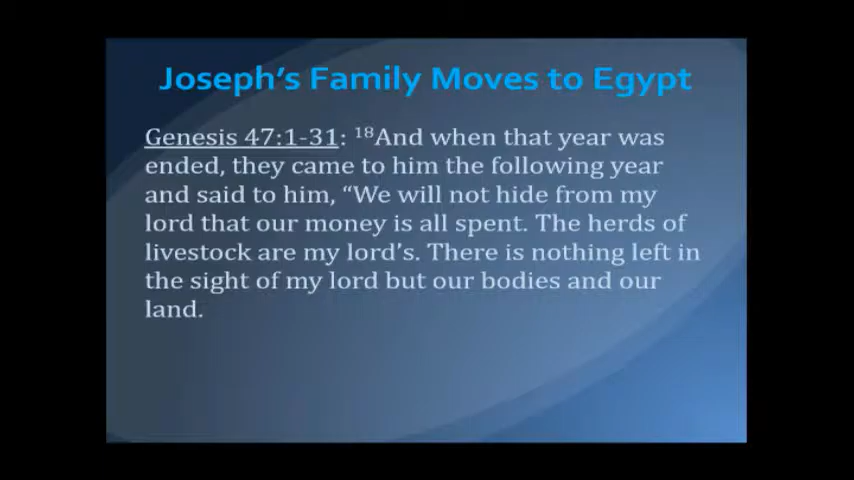 Joseph's Family Moves to Egypt
Genesis 47:1-31: ¹⁸And when that year was
ended, they came to him the following year
and said to him, “We will not hide from my
lord that our money is all spent. The herds of
livestock are my lord’s. There is nothing left in
the sight of my lord but our bodies and our
land.